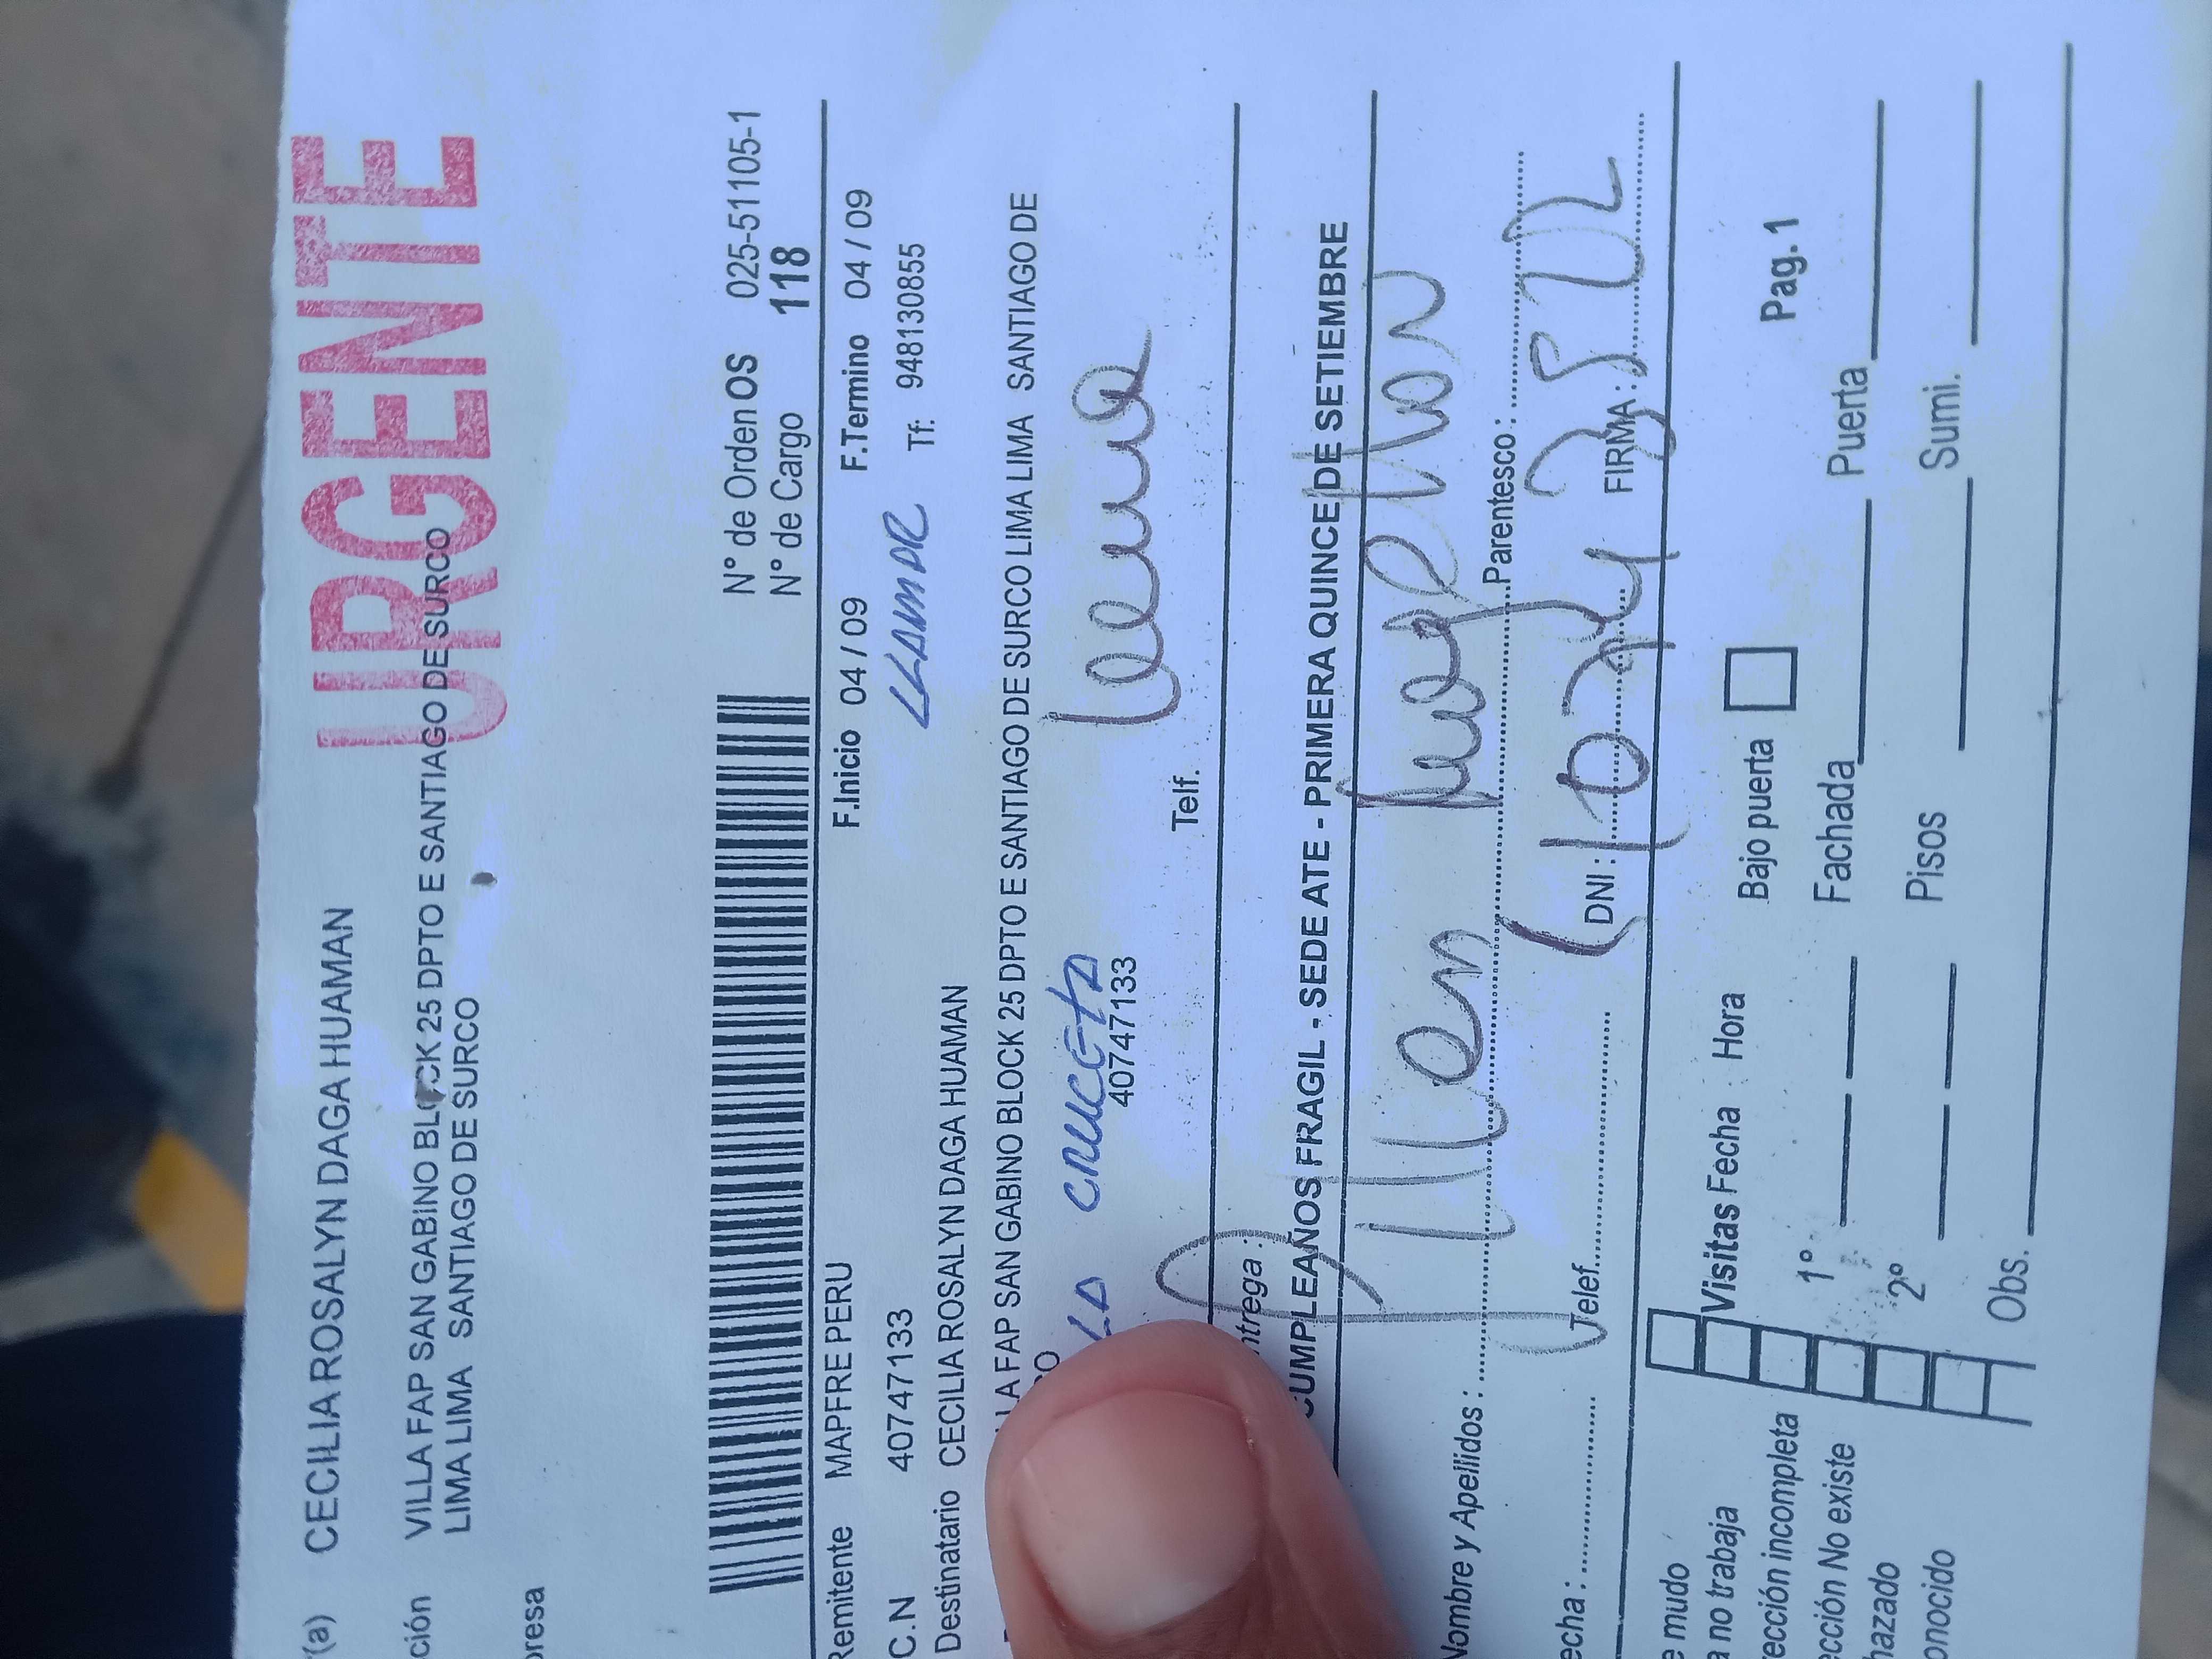 (a) CECILIA ROSALYN DAGA HUAMAN
URGENTE
URGENTE
ción VILLA FAP SAN GABINO BLOCK 25 DPTO E SANTIAGO DE SURCO
LIMA LIMA SANTIAGO DE SURCO
presa
N° de Orden OS 025-51105-1
N° de Cargo 118
Remitente MAPFRE PERU F.Inicio 04 / 09 F.Termino 04 / 09
C.N 40747133 LLAMAR Tf: 948130855
Destinatario CECILIA ROSALYN DAGA HUAMAN
LA FAP SAN GABINO BLOCK 25 DPTO E SANTIAGO DE SURCO LIMA LIMA SANTIAGO DE
CO
LA CRUCETA
40747133
Telf.
ntrega :
CUMPLEAÑOS FRAGIL - SEDE ATE - PRIMERA QUINCE DE SETIEMBRE
Nombre y Apellidos :
Parentesco :
echa : Telef. DNI : FIRMA :
e mudo
a no trabaja Visitas Fecha Hora Bajo puerta Pag. 1
rección incompleta 1° Fachada Puerta
ección No existe
hazado 2° Pisos Sumi.
onocido
Obs.